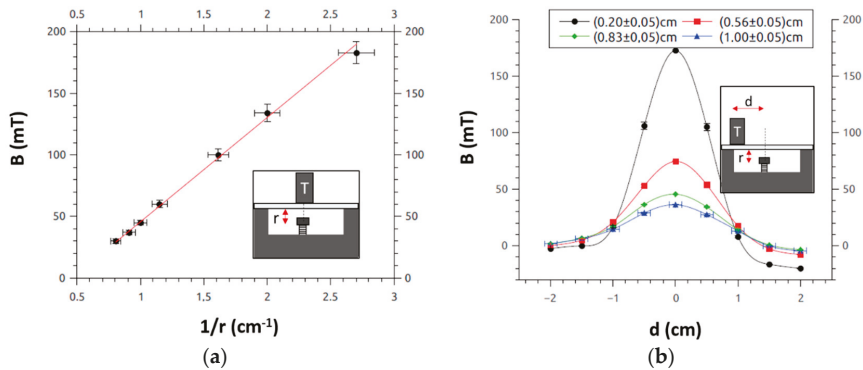 0.5 1 1.5 2 2.5 3
200 200
150 150
100 100
50 50
0 0
B (mT)
T
r
0.5 1 1.5 2 2.5 3
1/r (cm⁻¹)
(a)
(0.20±0,05)cm (0.56±0.05)cm
(0.83±0,05)cm (1.00±0.05)cm
200 200
150 150
100 100
50 50
0 0
B (mT)
d
T
r
−2 −1 0 1 2
d (cm)
(b)